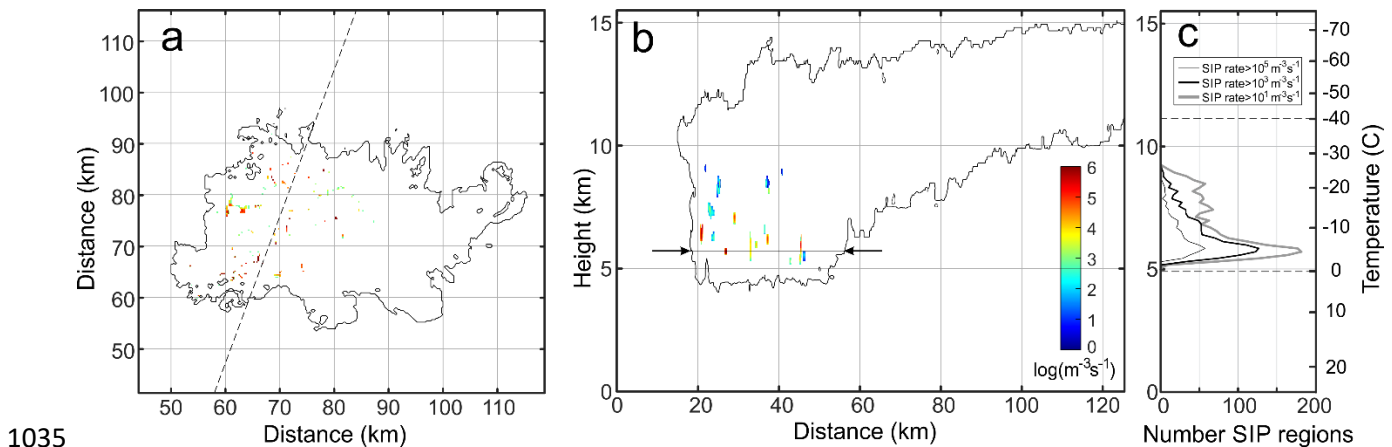 a
110
100
90
80
70
60
50
Distance (km)
50 60 70 80 90 100 110
Distance (km)
b
15
10
5
0
Height (km)
0 20 40 60 80 100 120
Distance (km)
6
5
4
3
2
1
0
log(m⁻³s⁻¹)
c
SIP rate>10⁵ m⁻³s⁻¹
SIP rate>10³ m⁻³s⁻¹
SIP rate>10¹ m⁻³s⁻¹
15
10
5
0
0 100 200
Number SIP regions
-70
-60
-50
-40
-30
-20
-10
0
10
20
Temperature (C)
1035